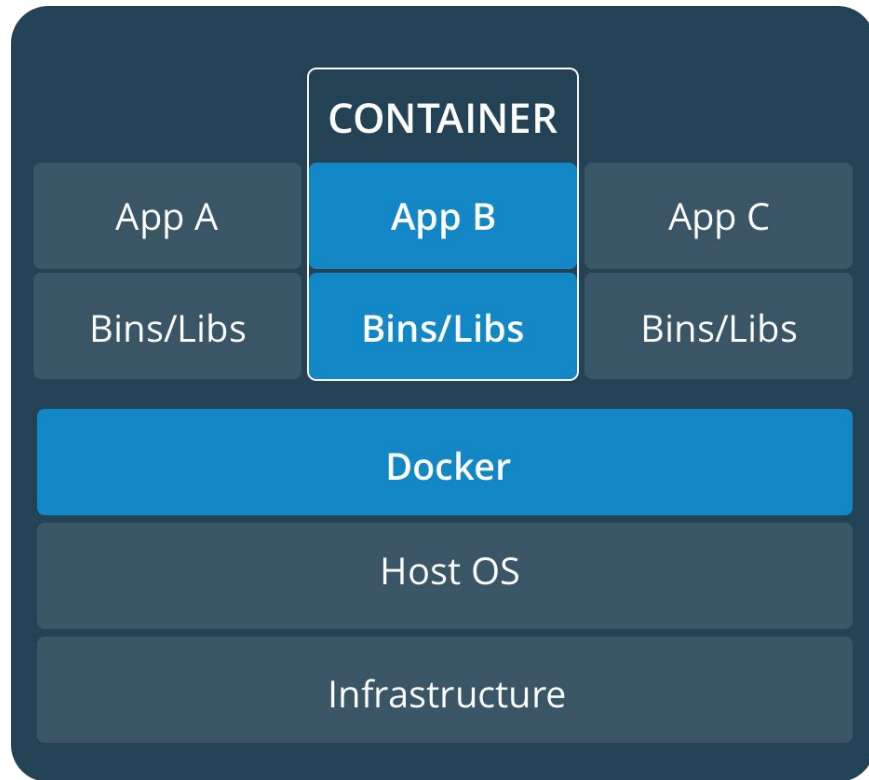 CONTAINER
App A
App B
App C
Bins/Libs
Bins/Libs
Bins/Libs
Docker
Host OS
Infrastructure